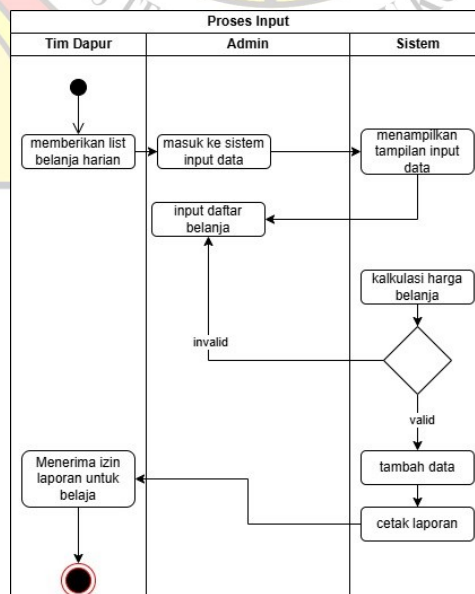 Proses Input
Tim Dapur
Admin
Sistem
memberikan list
belanja harian
masuk ke sistem
input data
menampilkan
tampilan input
data
input daftar
belanja
kalkulasi harga
belanja
invalid
valid
Menerima izin
laporan untuk
belaja
tambah data
cetak laporan